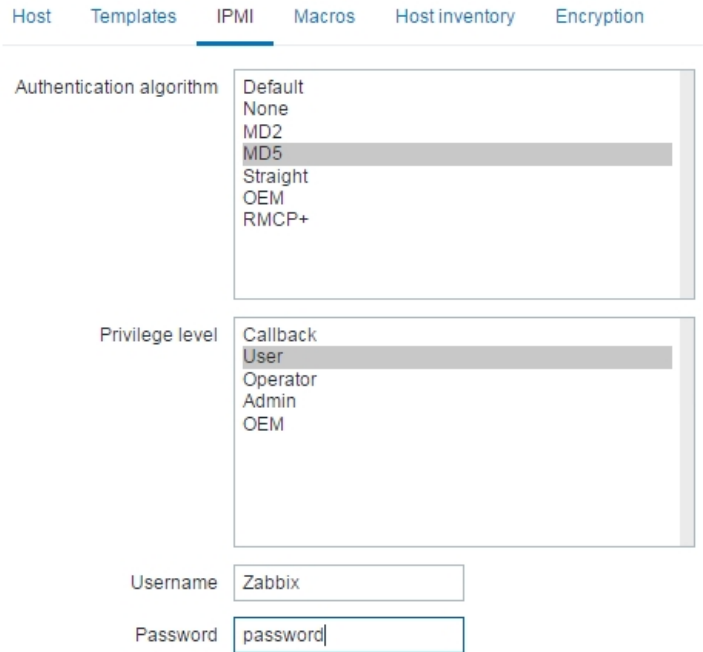 Host Templates IPMI Macros Host inventory Encryption
Authentication algorithm Default
None
MD2
MD5
Straight
OEM
RMCP+
Privilege level Callback
User
Operator
Admin
OEM
Username Zabbix
Password password